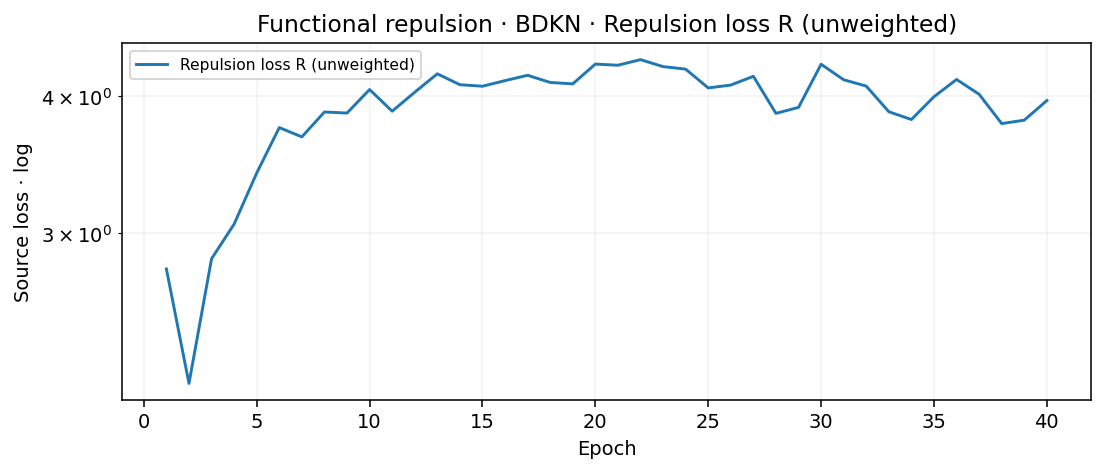 Functional repulsion · BDKN · Repulsion loss R (unweighted)
Repulsion loss R (unweighted)
4 × 10⁰
3 × 10⁰
Source loss · log
0 5 10 15 20 25 30 35 40
Epoch